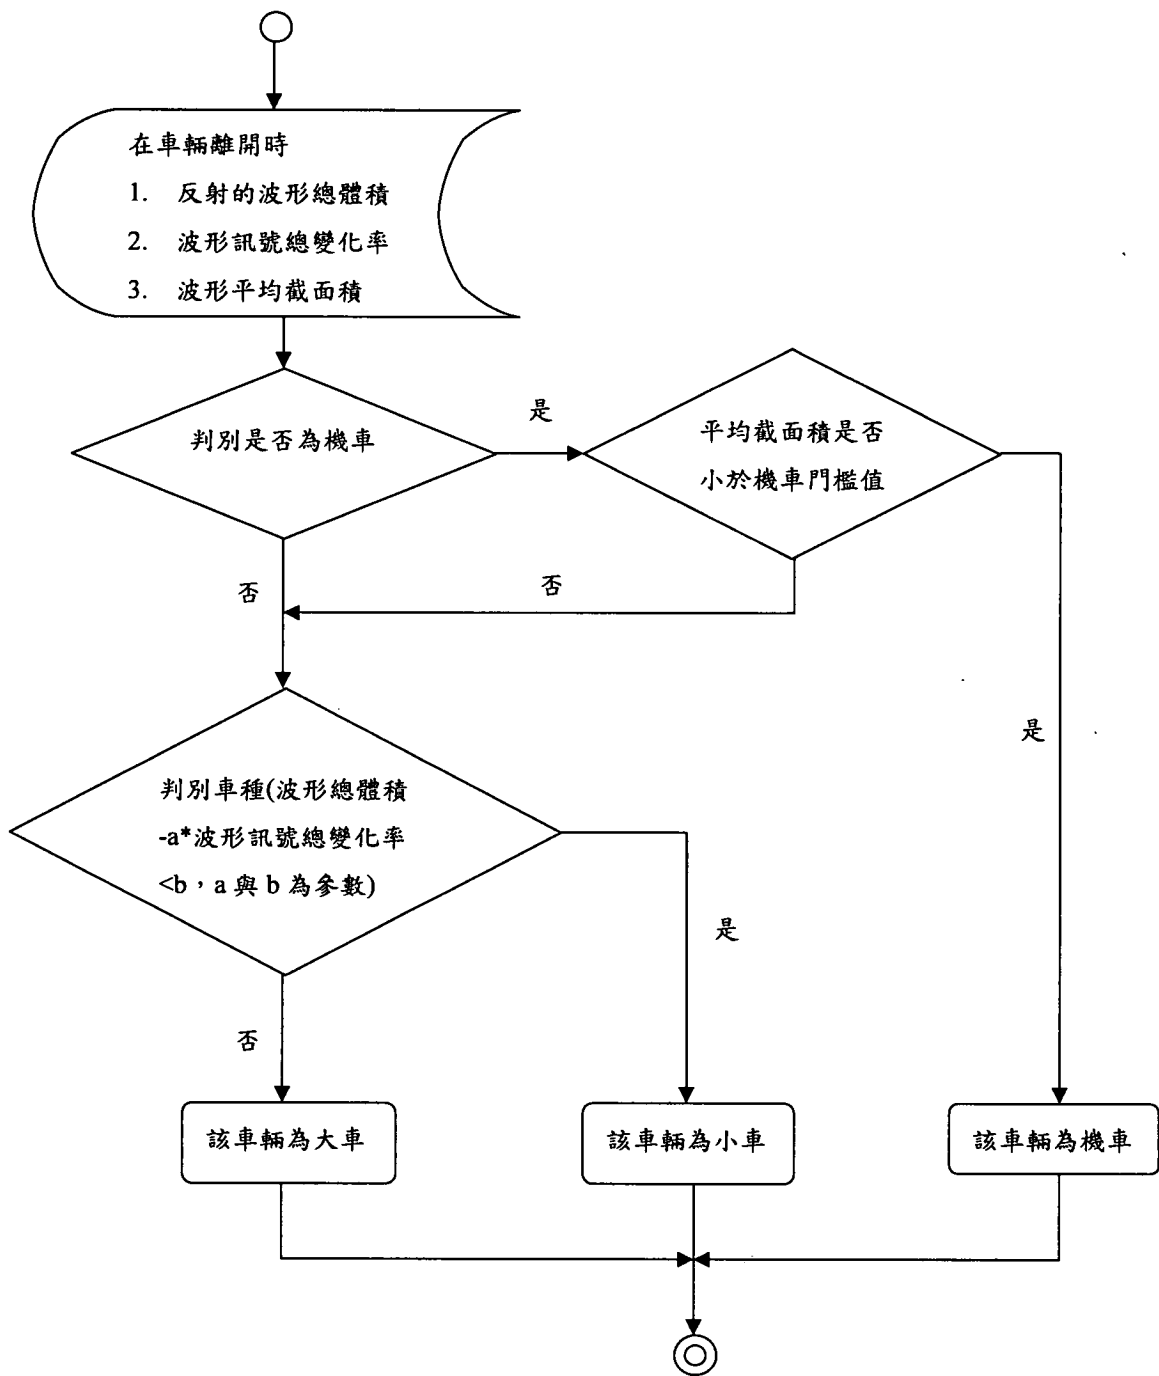 在車輛離開時
1. 反射的波形總體積
2. 波形訊號總變化率
3. 波形平均截面積
判別是否為機車
是
平均截面積是否
小於機車門檻值
否
否
是
判別車種(波形總體積
-a*波形訊號總變化率
<b，a 與 b 為參數)
是
否
該車輛為大車
該車輛為小車
該車輛為機車